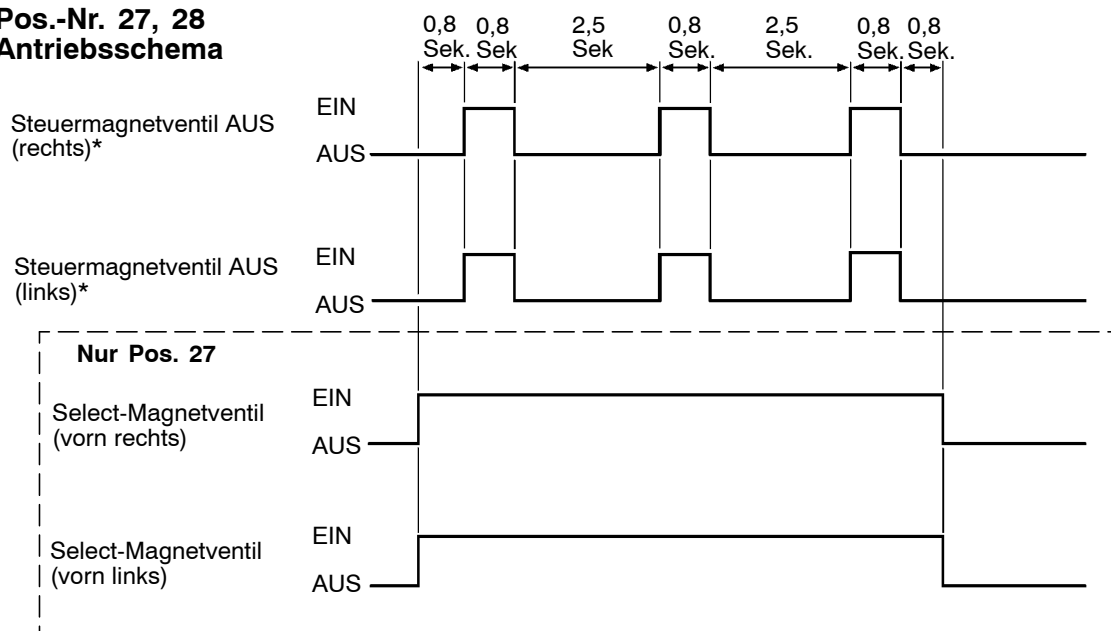 Pos.-Nr. 27, 28
Antriebsschema
0,8 0,8 2,5 0,8 2,5 0,8 0,8
Sek. Sek Sek Sek. Sek. Sek. Sek.
EIN
Steuermagnetventil AUS
(rechts)*
AUS
EIN
Steuermagnetventil AUS
(links)*
AUS
Nur Pos. 27
EIN
Select-Magnetventil
(vorn rechts)
AUS
EIN
Select-Magnetventil
(vorn links)
AUS